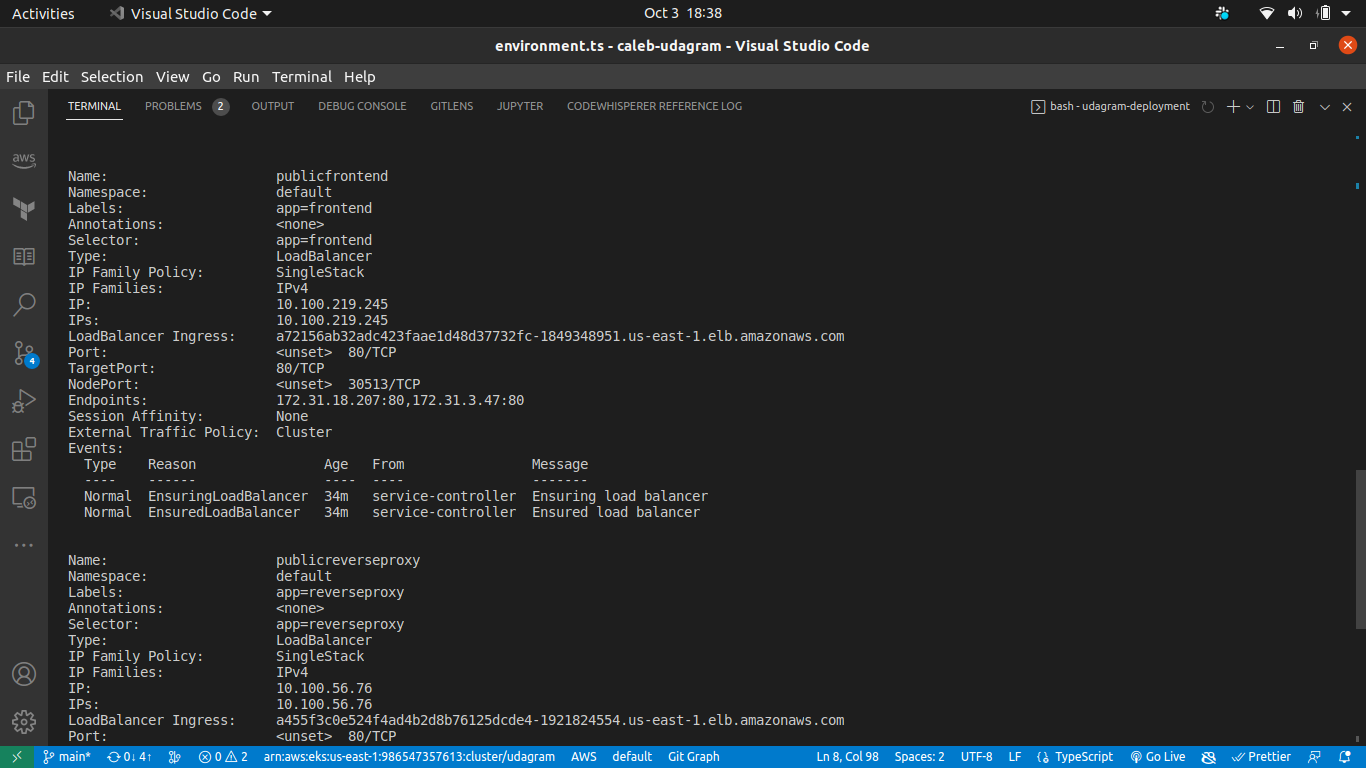 Activities Visual Studio Code Oct 3 18:38
environment.ts - caleb-udagram - Visual Studio Code
File Edit Selection View Go Run Terminal Help
TERMINAL PROBLEMS 2 OUTPUT DEBUG CONSOLE GITLENS JUPYTER CODEWHISPERER REFERENCE LOG bash - udagram-deployment
aws
4
Name: publicfrontend
Namespace: default
Labels: app=frontend
Annotations: <none>
Selector: app=frontend
Type: LoadBalancer
IP Family Policy: SingleStack
IP Families: IPv4
IP: 10.100.219.245
IPs: 10.100.219.245
LoadBalancer Ingress: a72156ab32adc423faae1d48d37732fc-1849348951.us-east-1.elb.amazonaws.com
Port: <unset> 80/TCP
TargetPort: 80/TCP
NodePort: <unset> 30513/TCP
Endpoints: 172.31.18.207:80,172.31.3.47:80
Session Affinity: None
External Traffic Policy: Cluster
Events:
Type Reason Age From Message
---- ------ ---- ---- -------
Normal EnsuringLoadBalancer 34m service-controller Ensuring load balancer
Normal EnsuredLoadBalancer 34m service-controller Ensured load balancer
Name: publicreverseproxy
Namespace: default
Labels: app=reverseproxy
Annotations: <none>
Selector: app=reverseproxy
Type: LoadBalancer
IP Family Policy: SingleStack
IP Families: IPv4
IP: 10.100.56.76
IPs: 10.100.56.76
LoadBalancer Ingress: a455f3c0e524f4ad4b2d8b76125dcde4-1921824554.us-east-1.elb.amazonaws.com
Port: <unset> 80/TCP
main* 0↓ 4↑ 0 2 arn:aws:eks:us-east-1:986547357613:cluster/udagram AWS default Git Graph Ln 8, Col 98 Spaces: 2 UTF-8 LF {} TypeScript Go Live Prettier